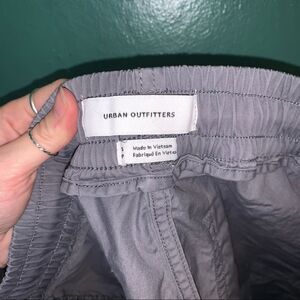 URBAN OUTFITTERS
Made In Vietnam
Fabriqué En Vietnam